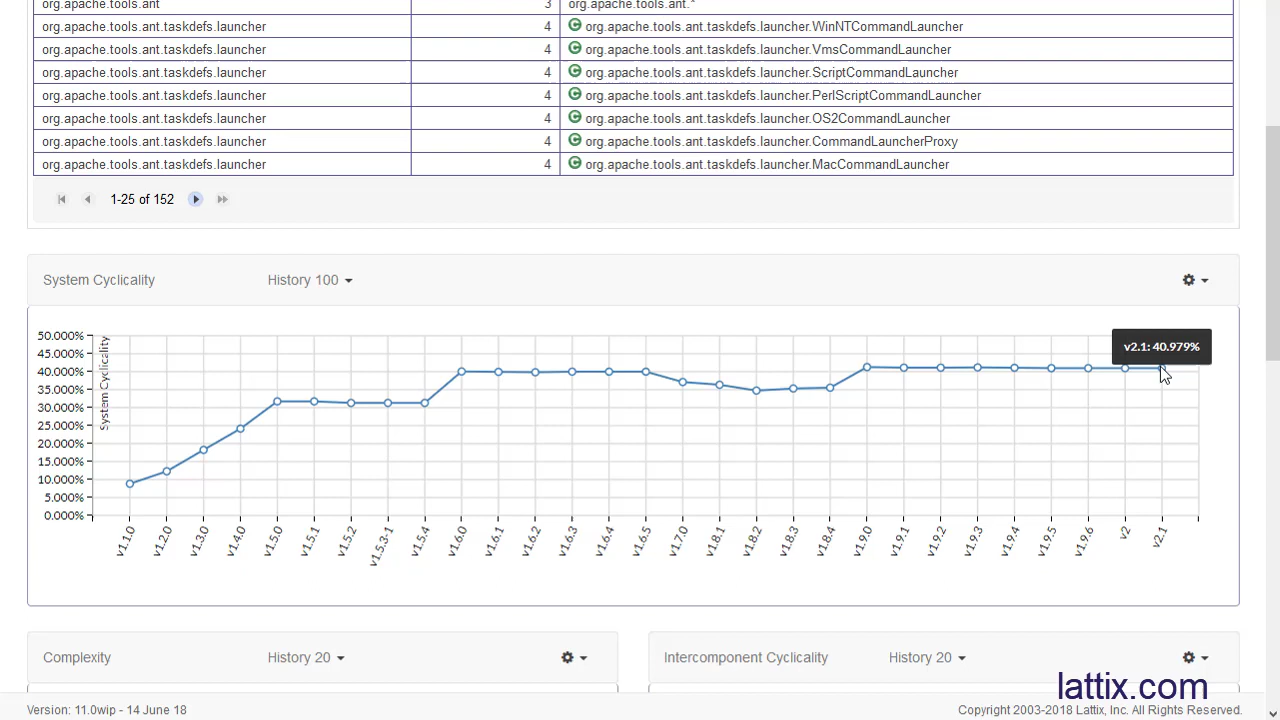 org.apache.tools.ant 3 org.apache.tools.ant.*
org.apache.tools.ant.taskdefs.launcher 4 org.apache.tools.ant.taskdefs.launcher.WinNTCommandLauncher
org.apache.tools.ant.taskdefs.launcher 4 org.apache.tools.ant.taskdefs.launcher.VmsCommandLauncher
org.apache.tools.ant.taskdefs.launcher 4 org.apache.tools.ant.taskdefs.launcher.ScriptCommandLauncher
org.apache.tools.ant.taskdefs.launcher 4 org.apache.tools.ant.taskdefs.launcher.PerlScriptCommandLauncher
org.apache.tools.ant.taskdefs.launcher 4 org.apache.tools.ant.taskdefs.launcher.OS2CommandLauncher
org.apache.tools.ant.taskdefs.launcher 4 org.apache.tools.ant.taskdefs.launcher.CommandLauncherProxy
org.apache.tools.ant.taskdefs.launcher 4 org.apache.tools.ant.taskdefs.launcher.MacCommandLauncher
1-25 of 152
System Cyclicality History 100
50.000%
45.000%
40.000%
35.000%
30.000%
25.000%
20.000%
15.000%
10.000%
5.000%
0.000%
System Cyclicality
v2.1: 40.979%
v1.1.0 v1.2.0 v1.3.0 v1.4.0 v1.5.0 v1.5.1 v1.5.2 v1.5.3-1 v1.5.4 v1.6.0 v1.6.1 v1.6.2 v1.6.3 v1.6.4 v1.6.5 v1.7.0 v1.8.1 v1.8.2 v1.8.3 v1.8.4 v1.9.0 v1.9.1 v1.9.2 v1.9.3 v1.9.4 v1.9.5 v1.9.6 v2 v2.1
Complexity History 20
Intercomponent Cyclicality History 20
lattix.com
Version: 11.0wip - 14 June 18
Copyright 2003-2018 Lattix, Inc. All Rights Reserved.